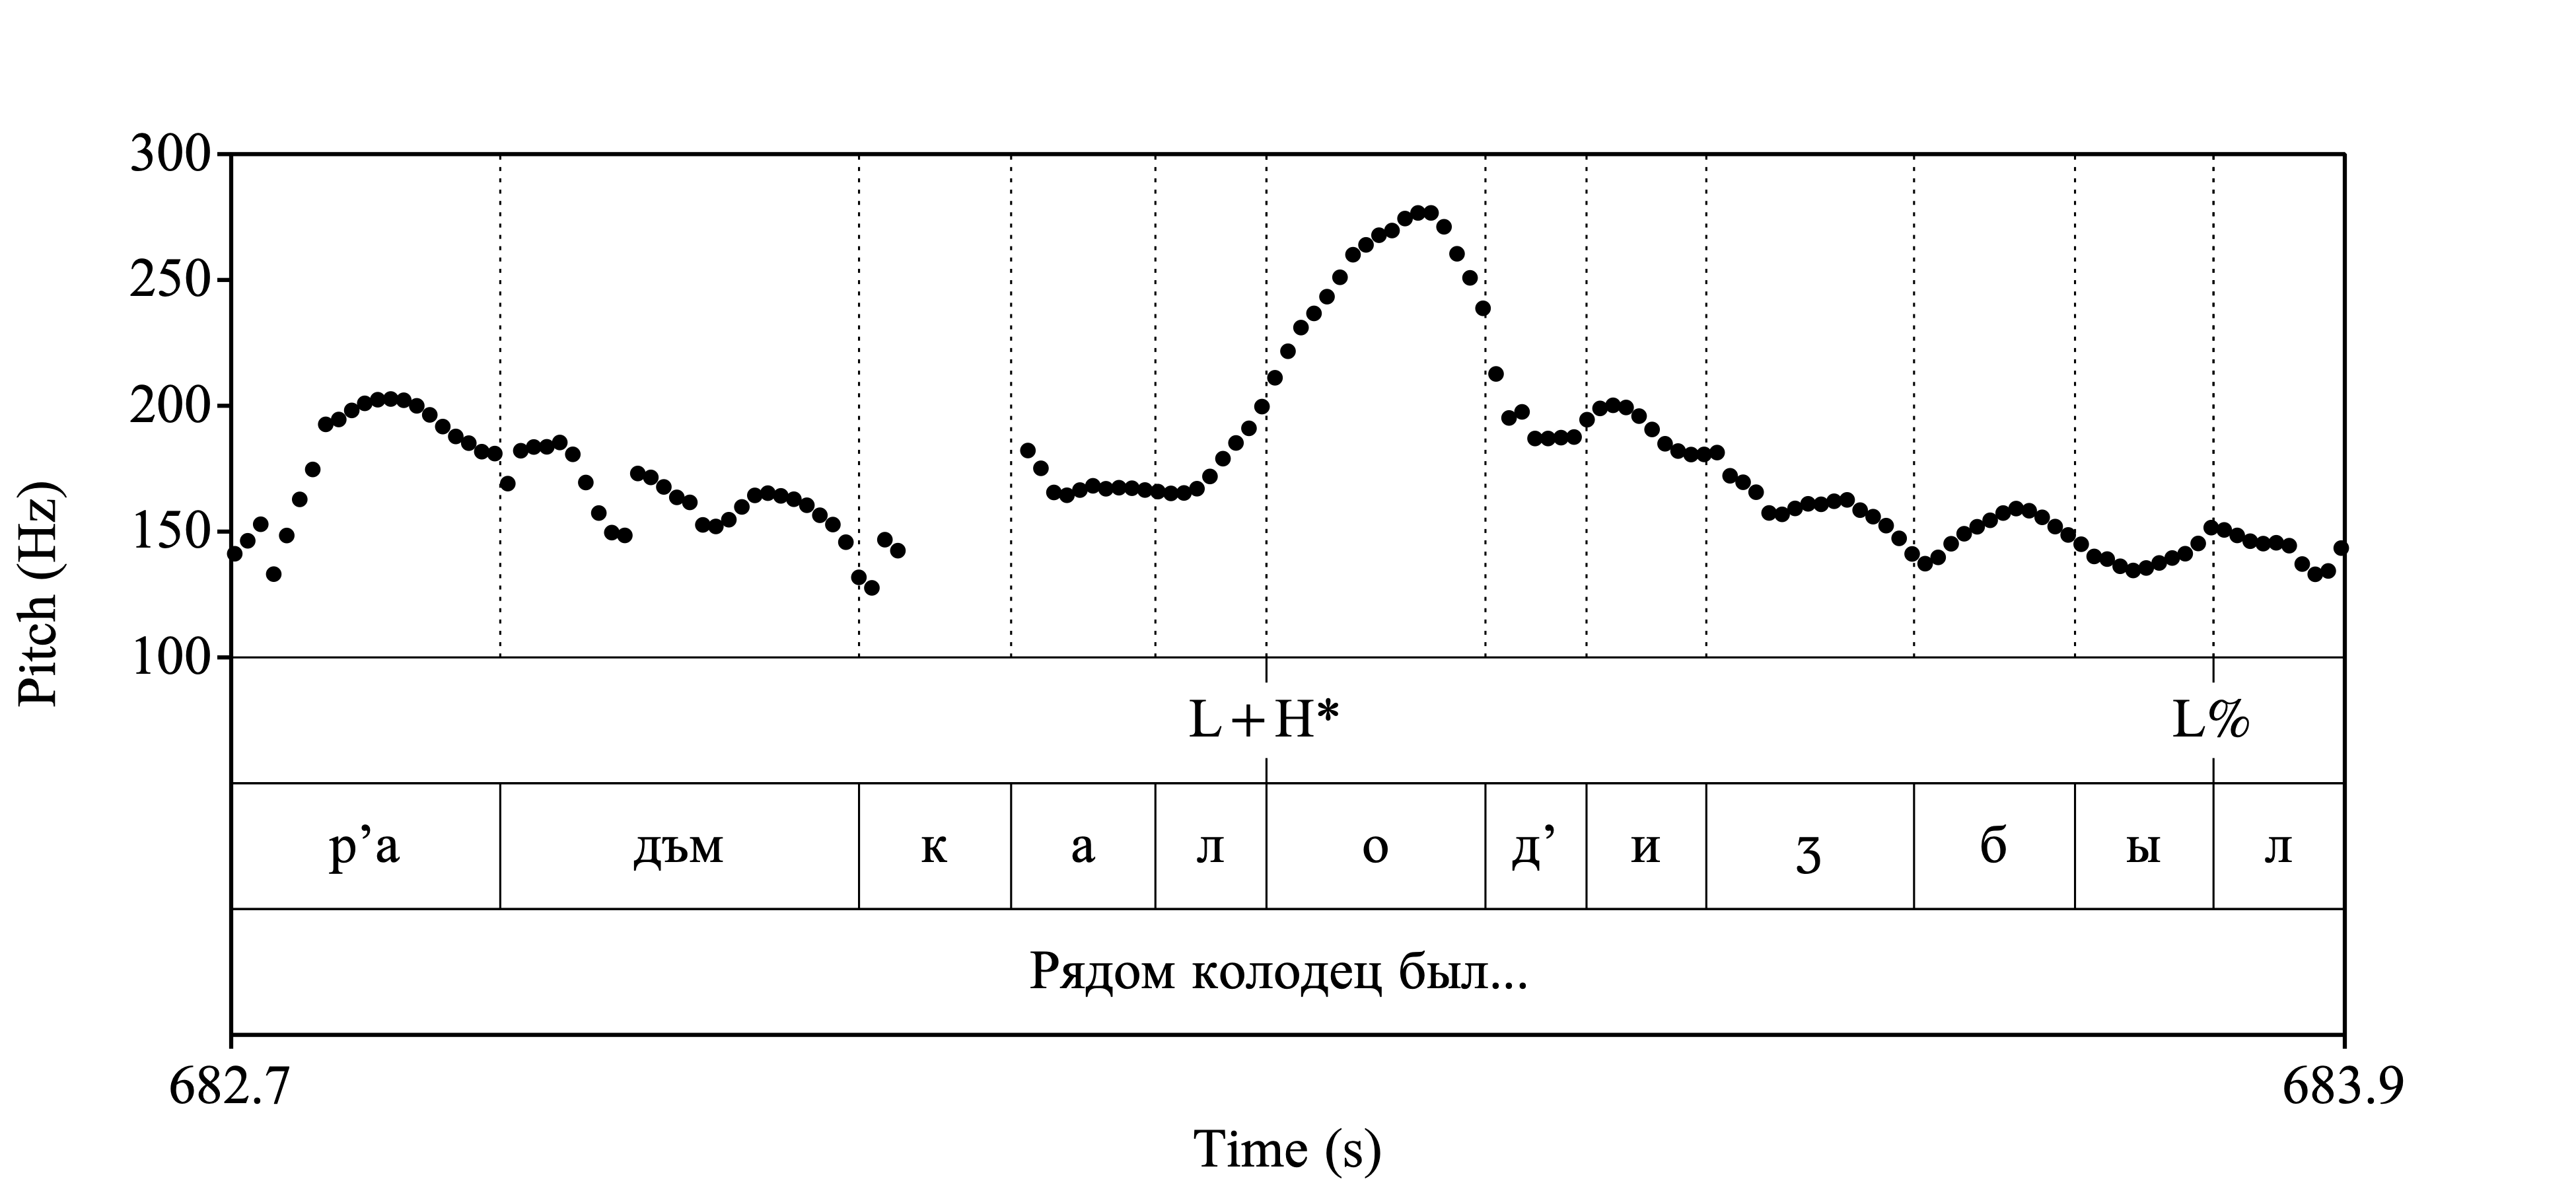 300
250
200
150
100
Pitch (Hz)
L+H* L%
р’а дъм к а л о д’ и ʒ б ы л
Рядом колодец был...
682.7 683.9
Time (s)